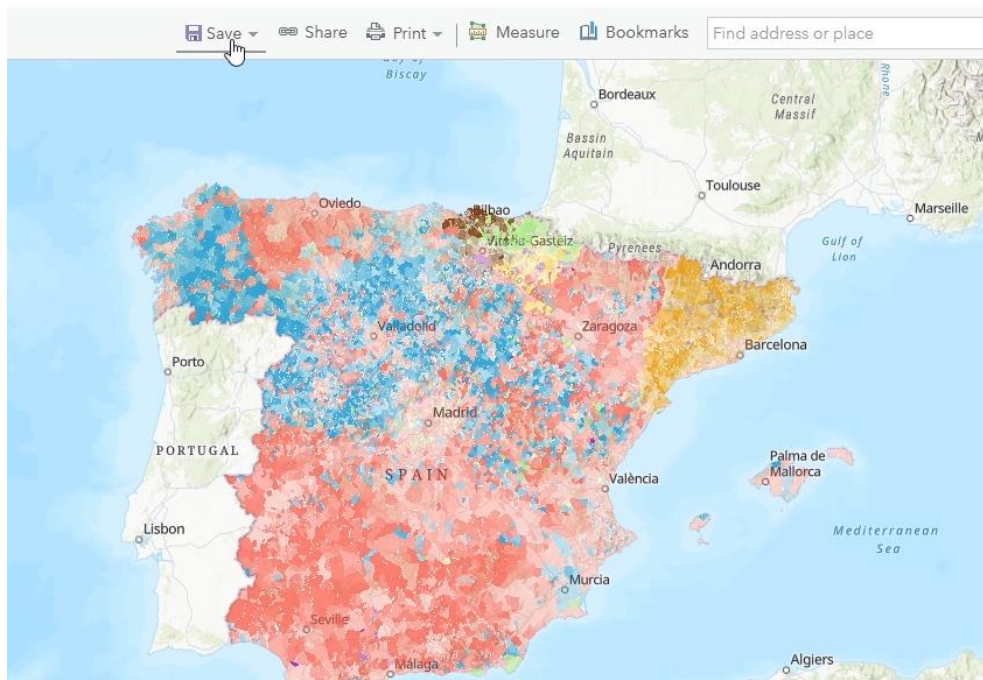 Save Share Print Measure Bookmarks Find address or place
Biscay
Bordeaux
Central
Massif
Rhone
Bassin
Aquitain
Toulouse
Marseille
Oviedo
Bilbao
Vitoria-Gasteiz
Pyrenees
Gulf of
Lion
Andorra
Valladolid
Zaragoza
Barcelona
Porto
Madrid
PORTUGAL
SPAIN
Palma de
Mallorca
València
Lisbon
Mediterranean
Sea
Murcia
Seville
Málaga
Algiers